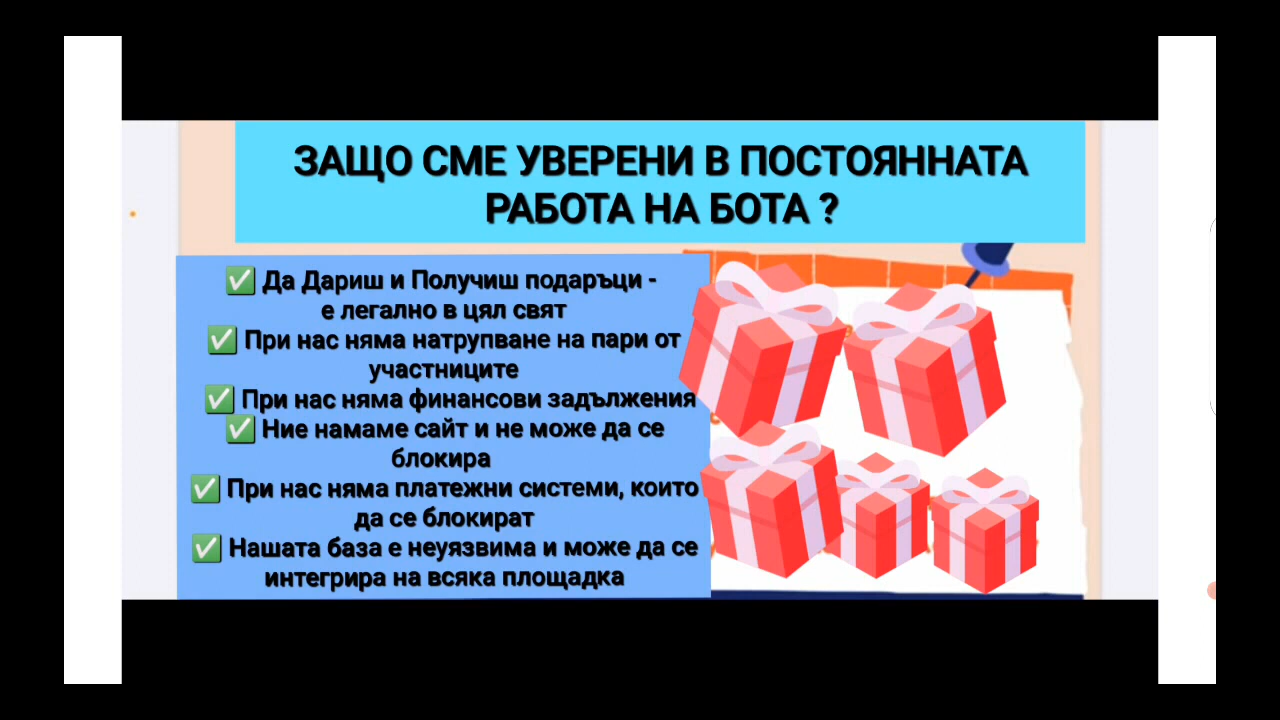 ЗАЩО СМЕ УВЕРЕНИ В ПОСТОЯННАТА
РАБОТА НА БОТА ?
✅ Да Дариш и Получиш подаръци -
е легално в цял свят
✅ При нас няма натрупване на пари от
участниците
✅ При нас няма финансови задължения
✅ Ние намаме сайт и не може да се
блокира
✅ При нас няма платежни системи, които
да се блокират
✅ Нашата база е неуязвима и може да се
интегрира на всяка площадка